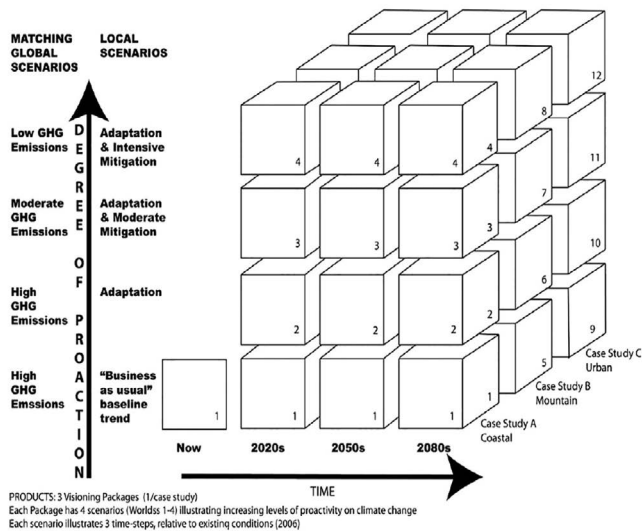 MATCHING
GLOBAL
SCENARIOS
LOCAL
SCENARIOS
DEGREE OF PROACTION
Low GHG
Emissions
Adaptation
& Intensive
Mitigation
Moderate
GHG
Emissions
Adaptation
& Moderate
Mitigation
High
GHG
Emissions
Adaptation
High
GHG
Emssions
"Business
as usual"
baseline
trend
12
8
4
4
4
4
11
7
3
3
3
3
10
6
2
2
2
2
9
5
1
1
1
1
1
Case Study C
Urban
Case Study B
Mountain
Case Study A
Coastal
Now
2020s
2050s
2080s
TIME
PRODUCTS: 3 Visioning Packages (1/case study)
Each Package has 4 scenarios (Worldss 1-4) illustrating increasing levels of proactivity on climate change
Each scenario illustrates 3 time-steps, relative to existing conditions (2006)